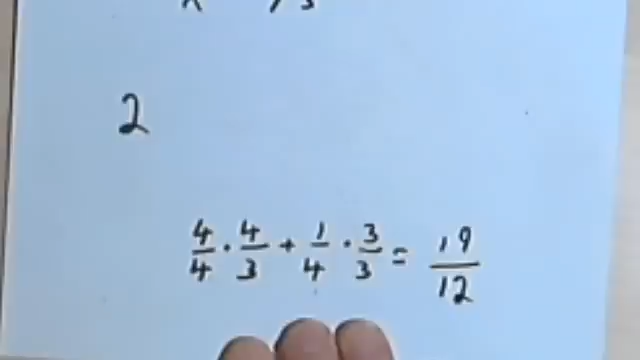 2
4/4 · 4/3 + 1/4 · 3/3 = 19/12